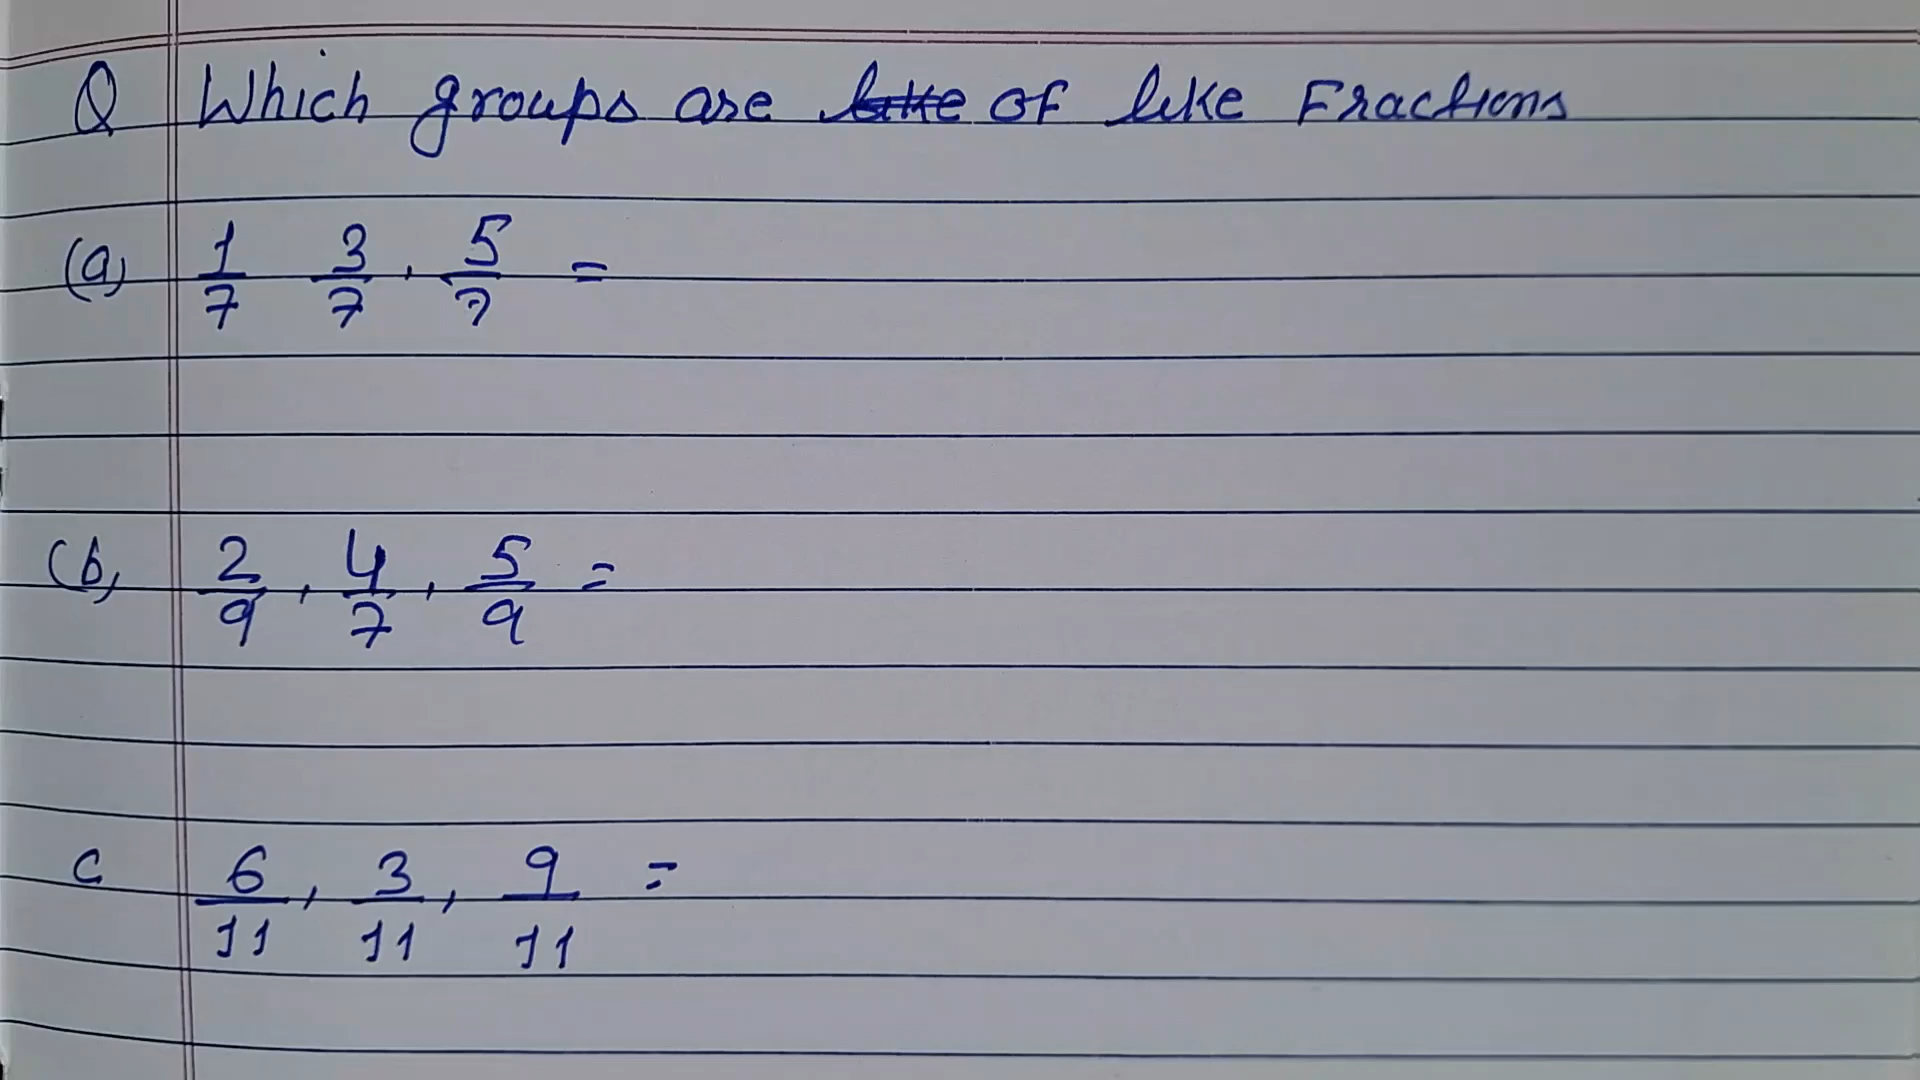 Q Which groups are like of like Fractions
(a) 1/7 3/7 , 5/7 =
(b) 2/9 , 4/7 , 5/9 =
c 6/11 , 3/11 , 9/11 =